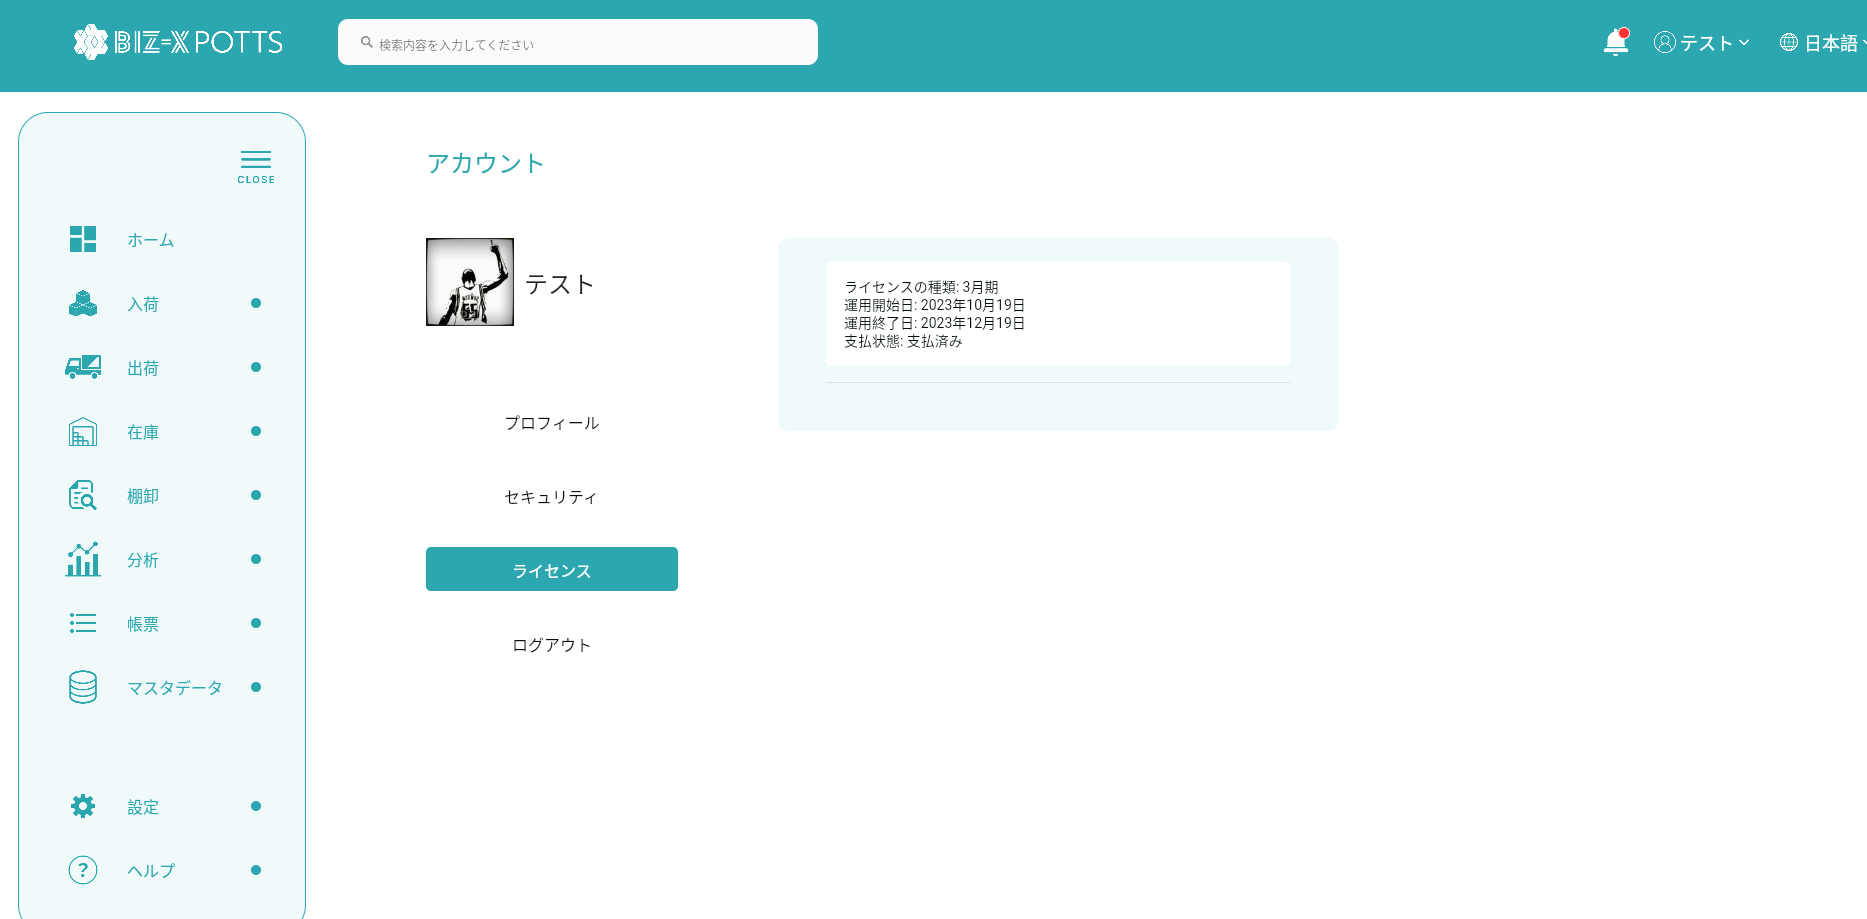 BIZ-X POTTS
検索内容を入力してください
テスト
日本語
CLOSE
ホーム
入荷
出荷
在庫
棚卸
分析
帳票
マスタデータ
設定
ヘルプ
アカウント
テスト
プロフィール
セキュリティ
ライセンス
ログアウト
ライセンスの種類: 3月期
運用開始日: 2023年10月19日
運用終了日: 2023年12月19日
支払状態: 支払済み